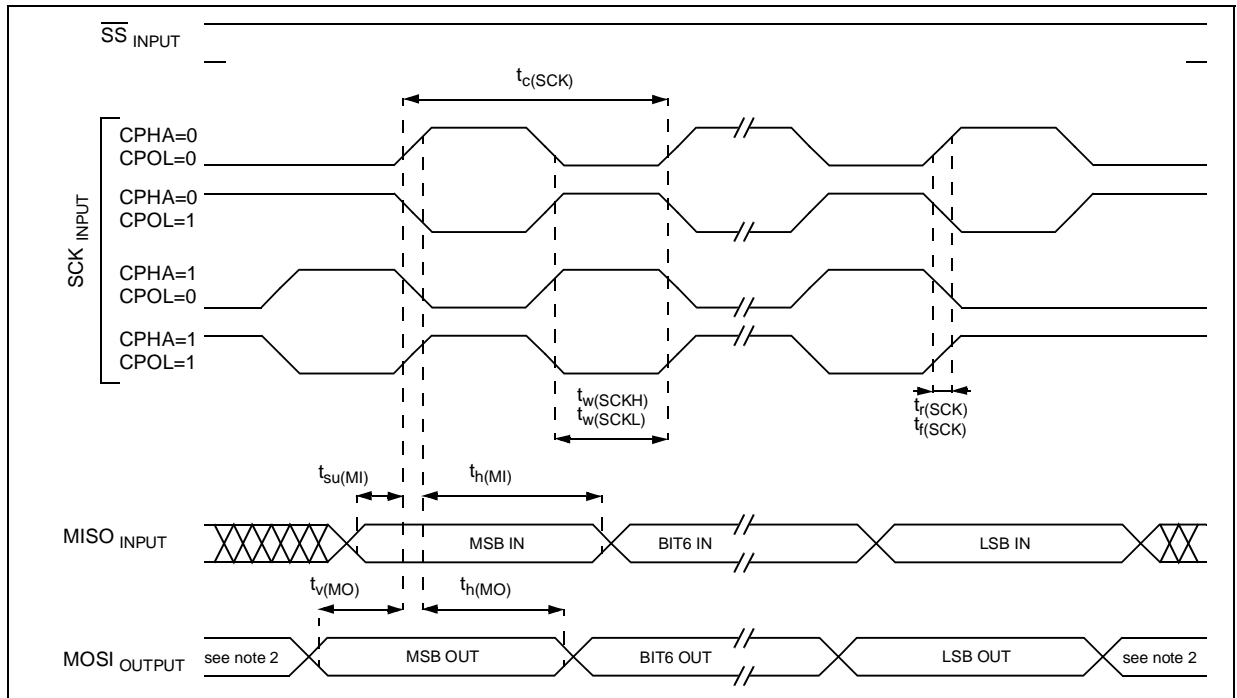 SS INPUT
tc(SCK)
SCK INPUT
CPHA=0
CPOL=0
CPHA=0
CPOL=1
CPHA=1
CPOL=0
CPHA=1
CPOL=1
tw(SCKH)
tw(SCKL)
tr(SCK)
tf(SCK)
tsu(MI)
th(MI)
MISO INPUT
MSB IN
BIT6 IN
LSB IN
tv(MO)
th(MO)
MOSI OUTPUT
see note 2
MSB OUT
BIT6 OUT
LSB OUT
see note 2